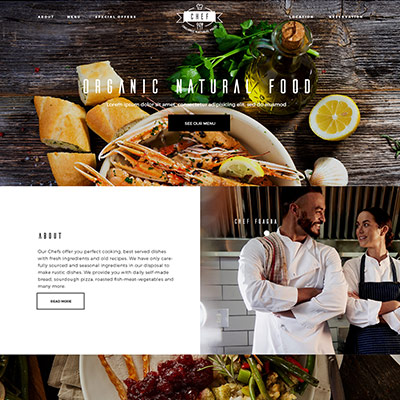 ABOUT MENU SPECIAL OFFERS CHEF LOCATION RESERVATION
ORGANIC NATURAL FOOD
Lorem ipsum dolor sit amet, consectetur adipiscing elit, sed do eiusmod
SEE OUR MENU
ABOUT
Our Chefs offer you perfect cooking, best served dishes
with fresh ingredients and old recipes. We have only care-
fully sourced and seasonal ingredients in our disposal to
make rustic dishes. We provide you with daily self-made
bread, sourdough pizza, roasted fish-meat-vegetables and
many more.
READ MORE
CHEF FUAGRA